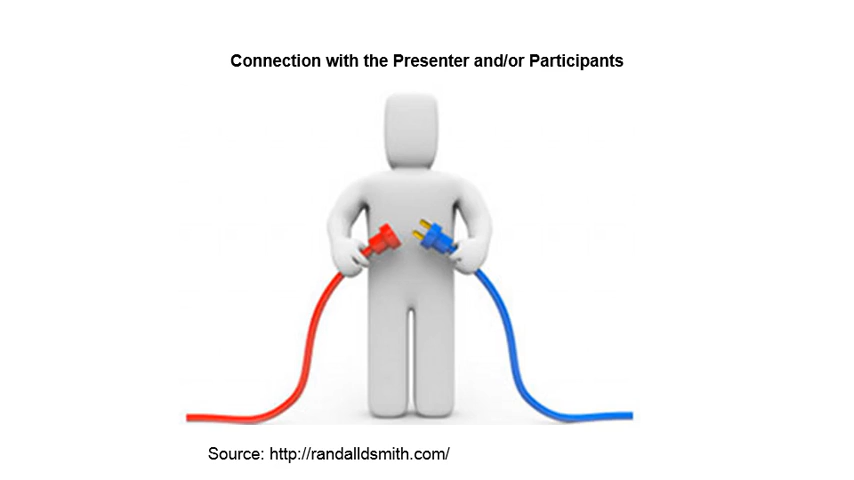 Connection with the Presenter and/or Participants
Source: http://randalldsmith.com/